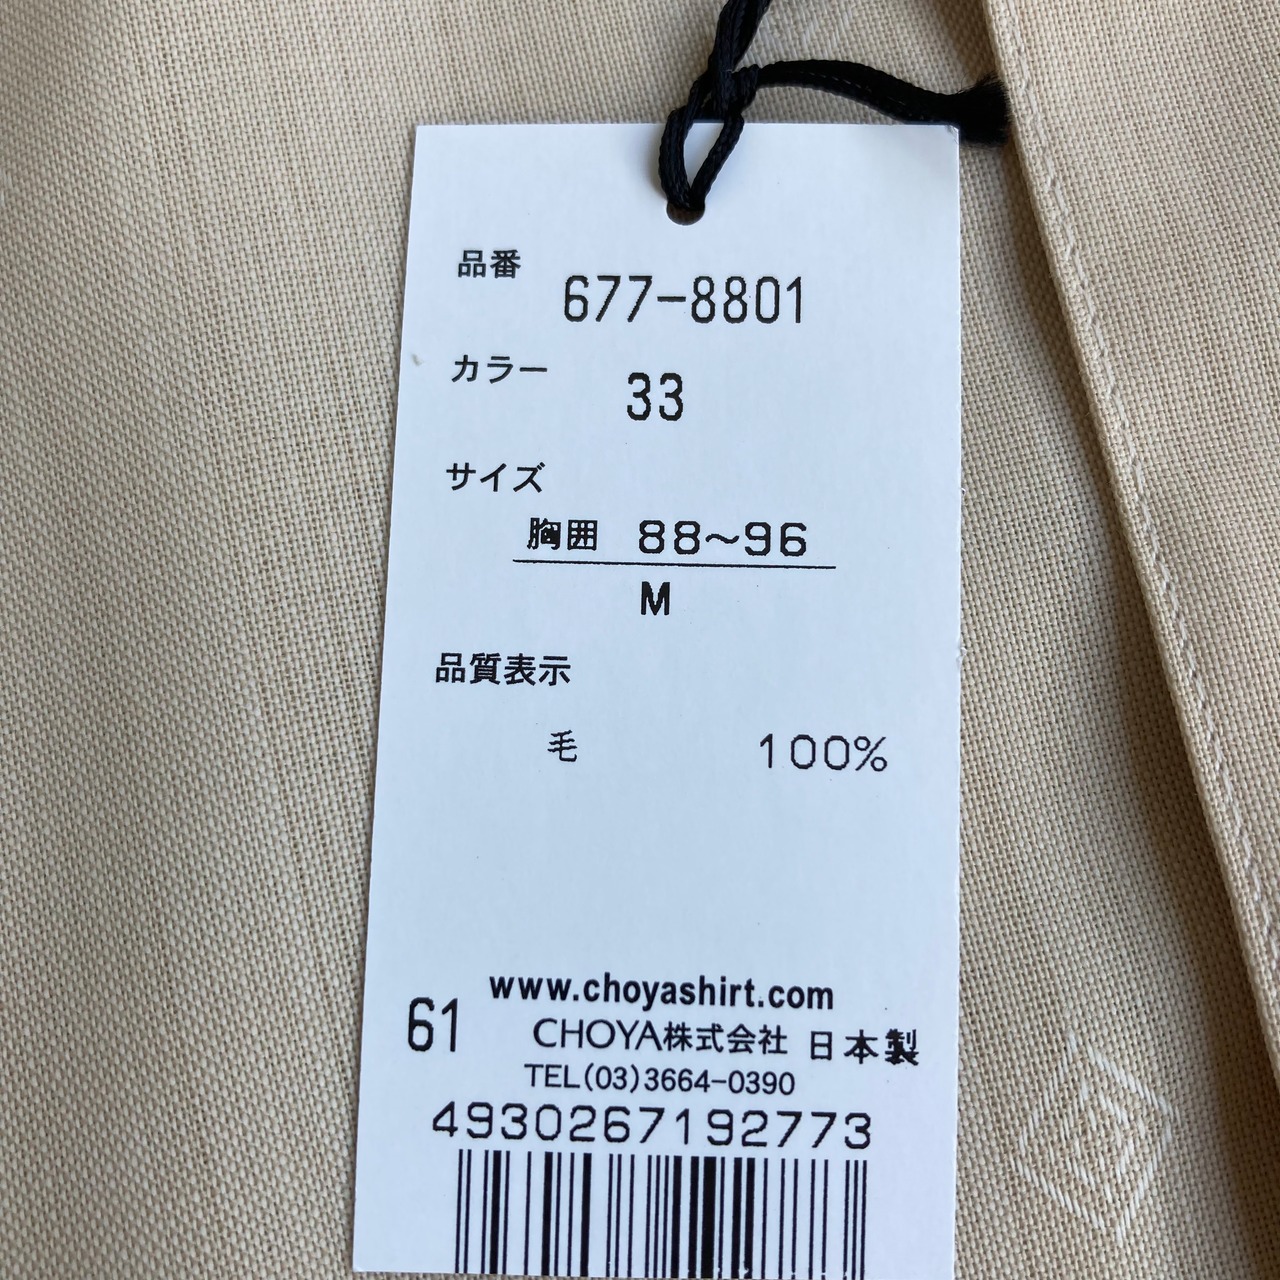 品番 677-8801
カラー 33
サイズ
胸囲 88~96
M
品質表示
毛 100%
www.choyashirt.com
61 CHOYA株式会社 日本製
TEL(03)3664-0390
4930267192773